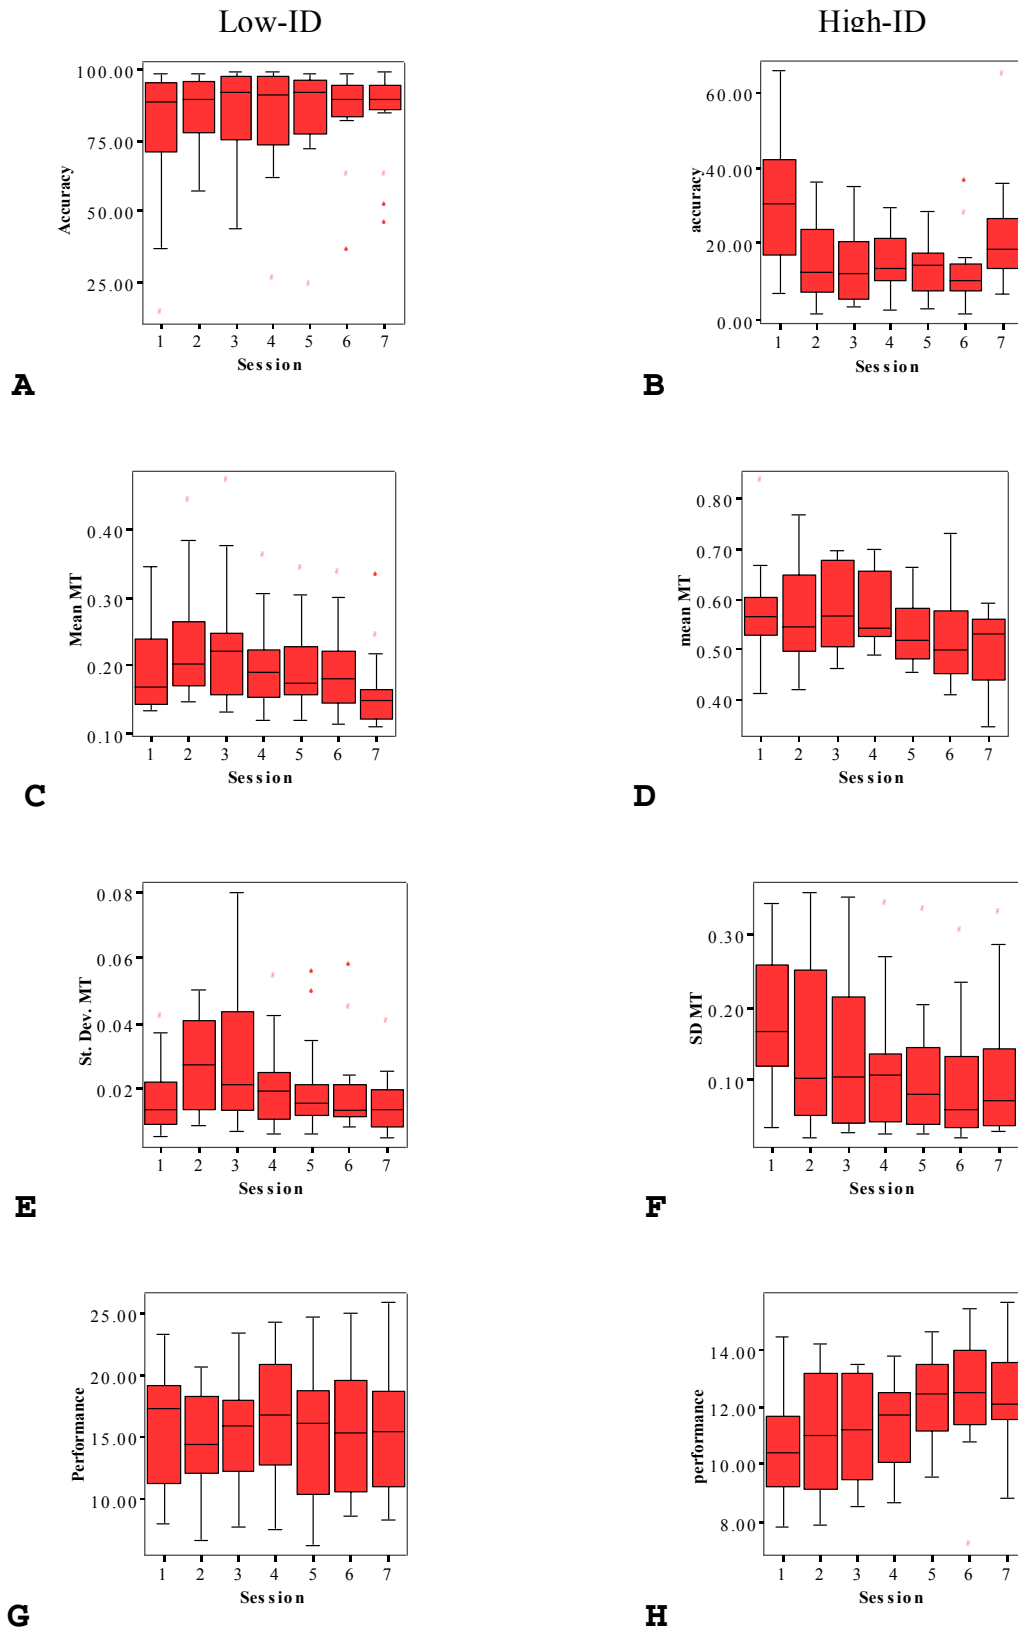 Low-ID
High-ID
100.00
75.00
50.00
25.00
Accuracy
1 2 3 4 5 6 7
Session
A
60.00
40.00
20.00
0.00
accuracy
1 2 3 4 5 6 7
Session
B
0.40
0.30
0.20
0.10
Mean MT
1 2 3 4 5 6 7
Session
C
0.80
0.70
0.60
0.50
0.40
mean MT
1 2 3 4 5 6 7
Session
D
0.08
0.06
0.04
0.02
St. Dev. MT
1 2 3 4 5 6 7
Session
E
0.30
0.20
0.10
SD MT
1 2 3 4 5 6 7
Session
F
25.00
20.00
15.00
10.00
Performance
1 2 3 4 5 6 7
Session
G
14.00
12.00
10.00
8.00
performance
1 2 3 4 5 6 7
Session
H